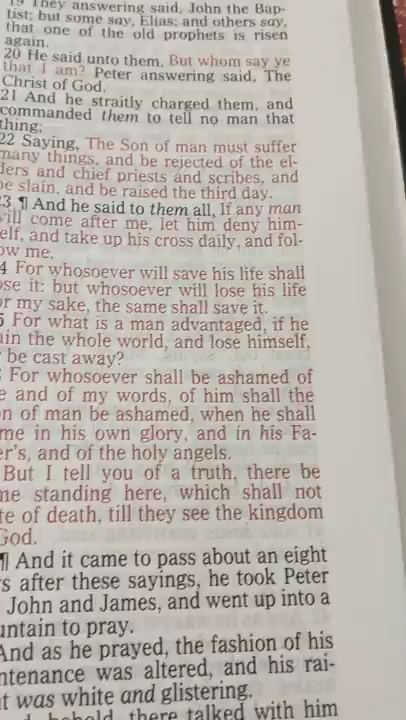 19 They answering said, John the Bap-
tist; but some say, Elias; and others say,
that one of the old prophets is risen
again.
20 He said unto them, But whom say ye
that I am? Peter answering said, The
Christ of God.
21 And he straitly charged them, and
commanded them to tell no man that
thing;
22 Saying, The Son of man must suffer
many things, and be rejected of the el-
ders and chief priests and scribes, and
be slain, and be raised the third day.
3 ¶ And he said to them all, If any man
will come after me, let him deny him-
elf, and take up his cross daily, and fol-
ow me.
4 For whosoever will save his life shall
ose it: but whosoever will lose his life
or my sake, the same shall save it.
5 For what is a man advantaged, if he
ain the whole world, and lose himself,
be cast away?
For whosoever shall be ashamed of
e and of my words, of him shall the
n of man be ashamed, when he shall
me in his own glory, and in his Fa-
er's, and of the holy angels.
But I tell you of a truth, there be
me standing here, which shall not
te of death, till they see the kingdom
God.
¶ And it came to pass about an eight
s after these sayings, he took Peter
John and James, and went up into a
untain to pray.
And as he prayed, the fashion of his
ntenance was altered, and his rai-
t was white and glistering.
behold, there talked with him